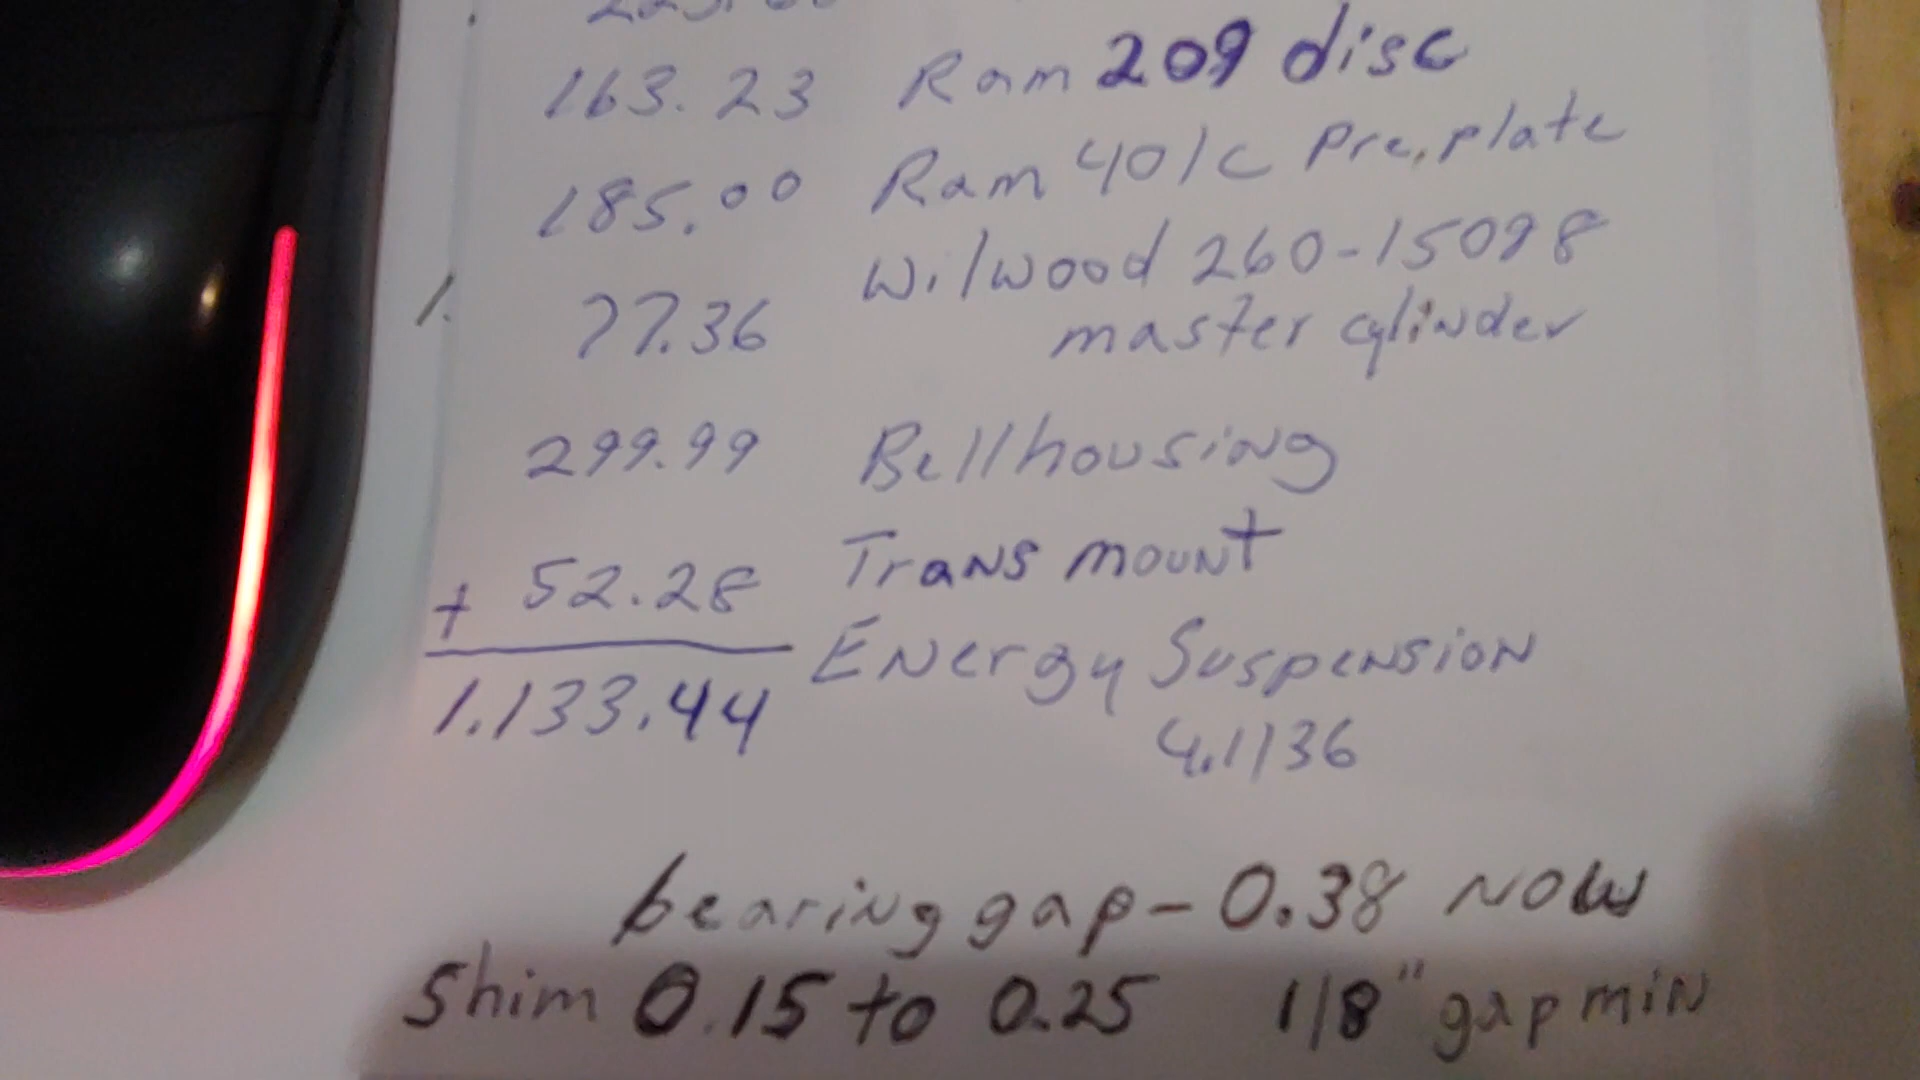 163.23 Ram 209 disc
185.00 Ram 401c Pre. plate
1. 77.36 Wilwood 260-15098
master cylinder
299.99 Bellhousing
+ 52.28 Trans mount
1.133.44 Energy Suspension
4.1136
bearing gap - 0.38 now
Shim 0.15 to 0.25 1/8" gap min